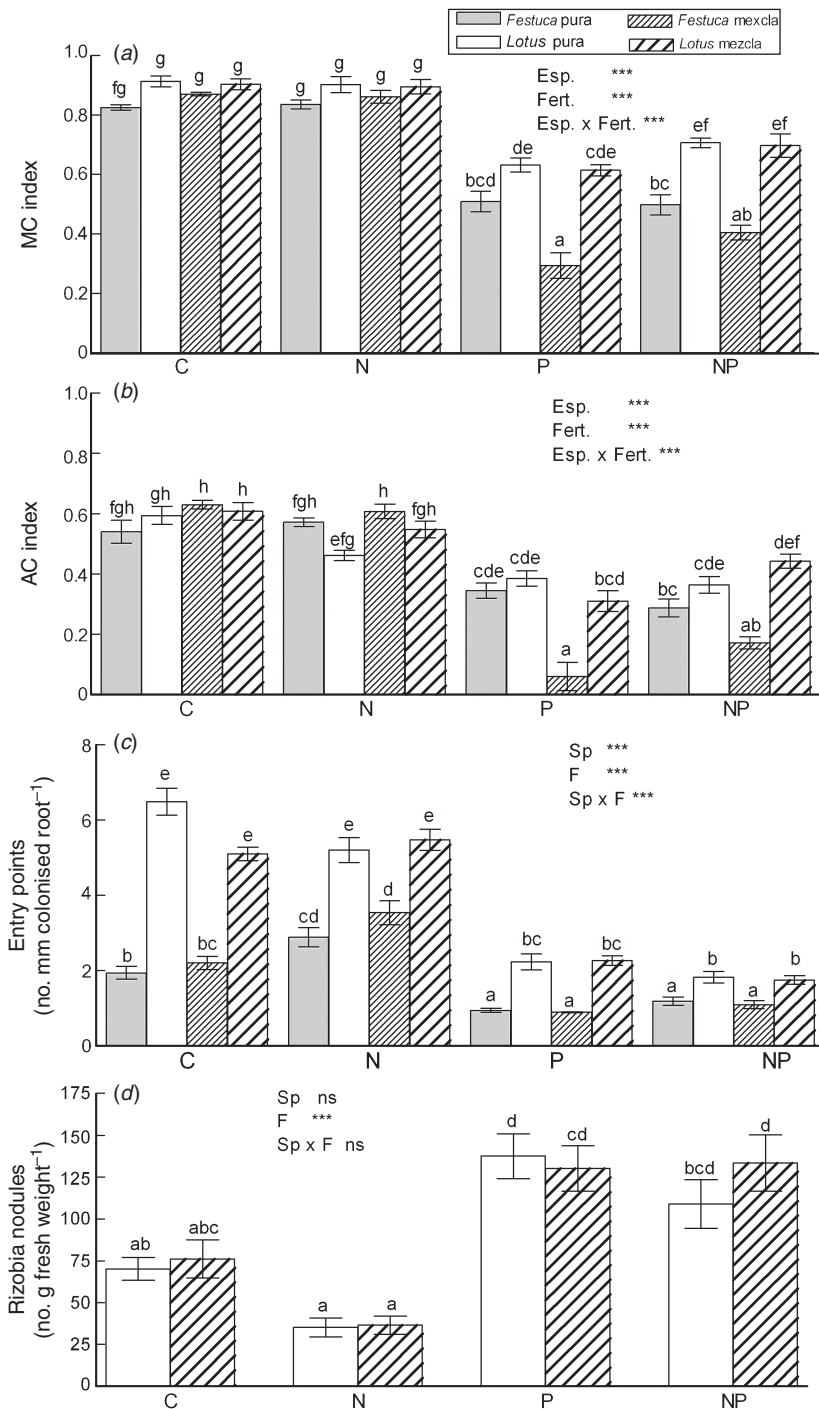 Festuca pura Festuca mexcla
Lotus pura Lotus mezcla
(a)
1.0
0.8
0.6
0.4
0.2
0
MC index
fg g g g
g g g g
bcd de a cde
bc ef ab ef
Esp. ***
Fert. ***
Esp. x Fert. ***
C N P NP
(b)
1.0
0.8
0.6
0.4
0.2
0
AC index
fgh gh h h
fgh efg h fgh
cde cde a bcd
bc cde ab def
Esp. ***
Fert. ***
Esp. x Fert. ***
C N P NP
(c)
8
6
4
2
0
Entry points
(no. mm colonised root⁻¹)
b e bc e
cd e d e
a bc a bc
a b a b
Sp ***
F ***
Sp x F ***
C N P NP
(d)
175
150
125
100
75
50
25
0
Rizobia nodules
(no. g fresh weight⁻¹)
Sp ns
F ***
Sp x F ns
ab abc
a a
d cd
bcd d
C N P NP